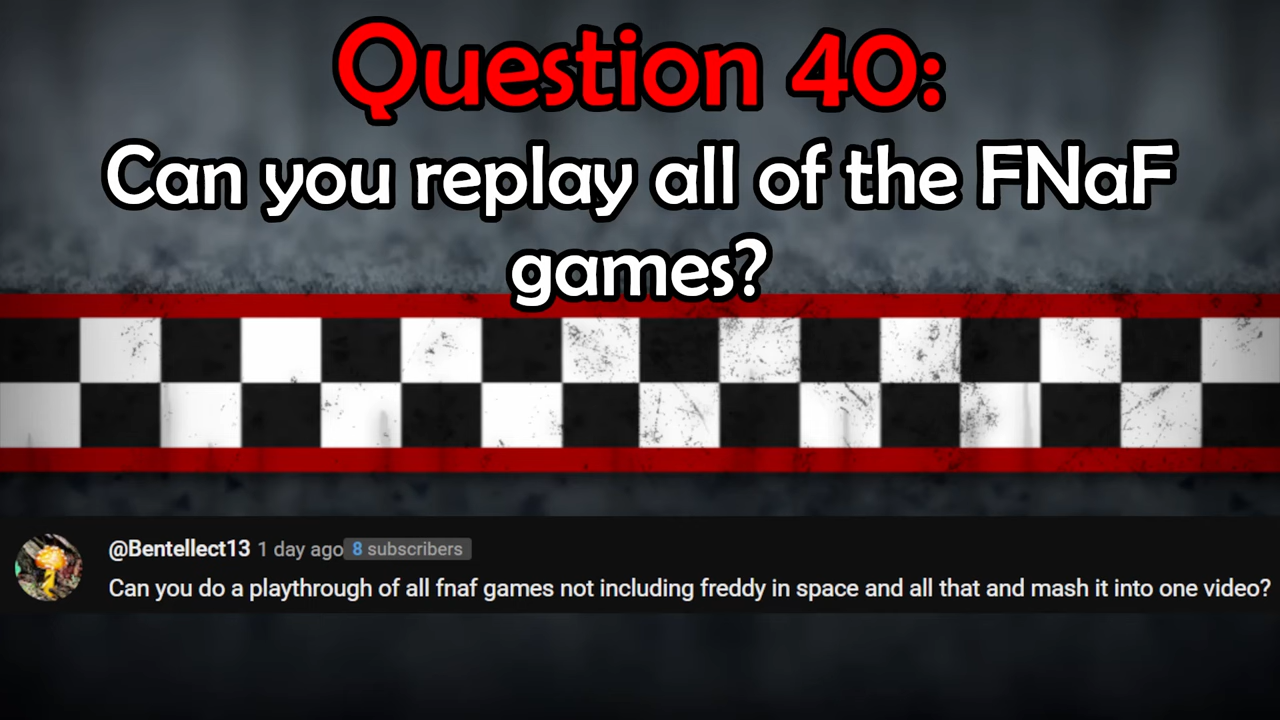 Question 40:
Can you replay all of the FNaF
games?
@Bentellect13 1 day ago 8 subscribers
Can you do a playthrough of all fnaf games not including freddy in space and all that and mash it into one video?